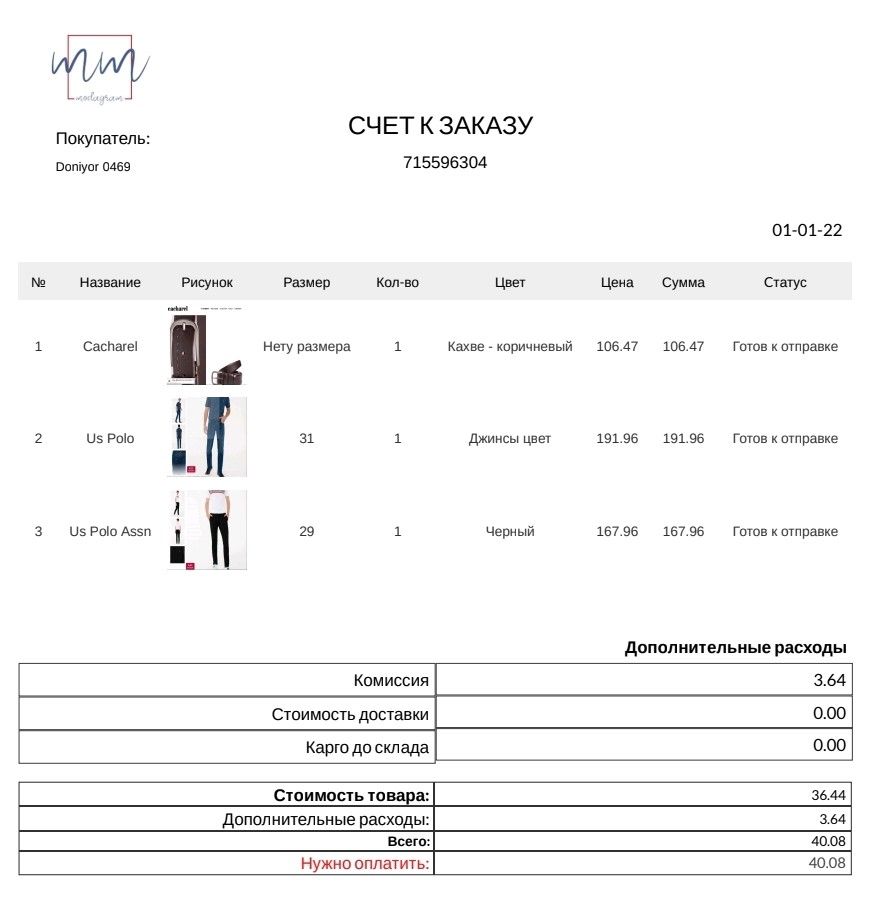 mm
modagram
СЧЕТ К ЗАКАЗУ
Покупатель:
715596304
Doniyor 0469
01-01-22
№ Название Рисунок Размер Кол-во Цвет Цена Сумма Статус
cacharel
1 Cacharel Нету размера 1 Кахве - коричневый 106.47 106.47 Готов к отправке
2 Us Polo 31 1 Джинсы цвет 191.96 191.96 Готов к отправке
3 Us Polo Assn 29 1 Черный 167.96 167.96 Готов к отправке
Дополнительные расходы
Комиссия 3.64
Стоимость доставки 0.00
Карго до склада 0.00
Стоимость товара: 36.44
Дополнительные расходы: 3.64
Всего: 40.08
Нужно оплатить: 40.08